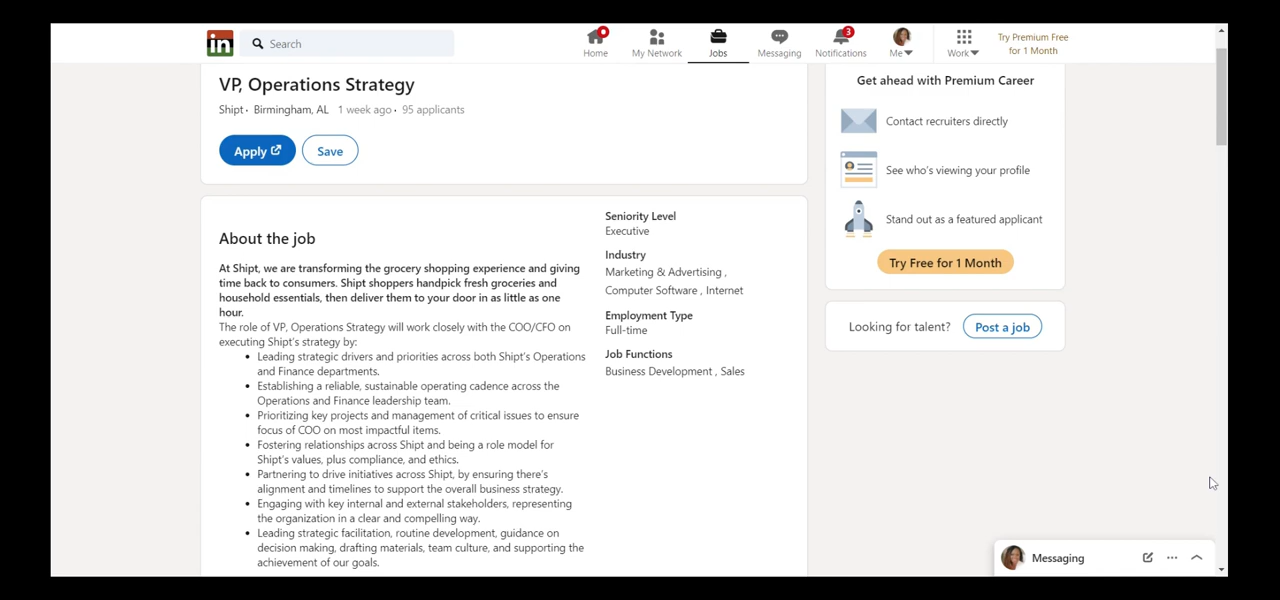 in
Search
Home
My Network
Jobs
Messaging
3
Notifications
Me
Work
Try Premium Free
for 1 Month
VP, Operations Strategy
Shipt · Birmingham, AL 1 week ago · 95 applicants
Apply
Save
About the job
At Shipt, we are transforming the grocery shopping experience and giving
time back to consumers. Shipt shoppers handpick fresh groceries and
household essentials, then deliver them to your door in as little as one
hour.
The role of VP, Operations Strategy will work closely with the COO/CFO on
executing Shipt's strategy by:
• Leading strategic drivers and priorities across both Shipt's Operations
and Finance departments.
• Establishing a reliable, sustainable operating cadence across the
Operations and Finance leadership team.
• Prioritizing key projects and management of critical issues to ensure
focus of COO on most impactful items.
• Fostering relationships across Shipt and being a role model for
Shipt's values, plus compliance, and ethics.
• Partnering to drive initiatives across Shipt, by ensuring there's
alignment and timelines to support the overall business strategy.
• Engaging with key internal and external stakeholders, representing
the organization in a clear and compelling way.
• Leading strategic facilitation, routine development, guidance on
decision making, drafting materials, team culture, and supporting the
achievement of our goals.
Seniority Level
Executive
Industry
Marketing & Advertising ,
Computer Software , Internet
Employment Type
Full-time
Job Functions
Business Development , Sales
Get ahead with Premium Career
Contact recruiters directly
See who's viewing your profile
Stand out as a featured applicant
Try Free for 1 Month
Looking for talent?
Post a job
Messaging